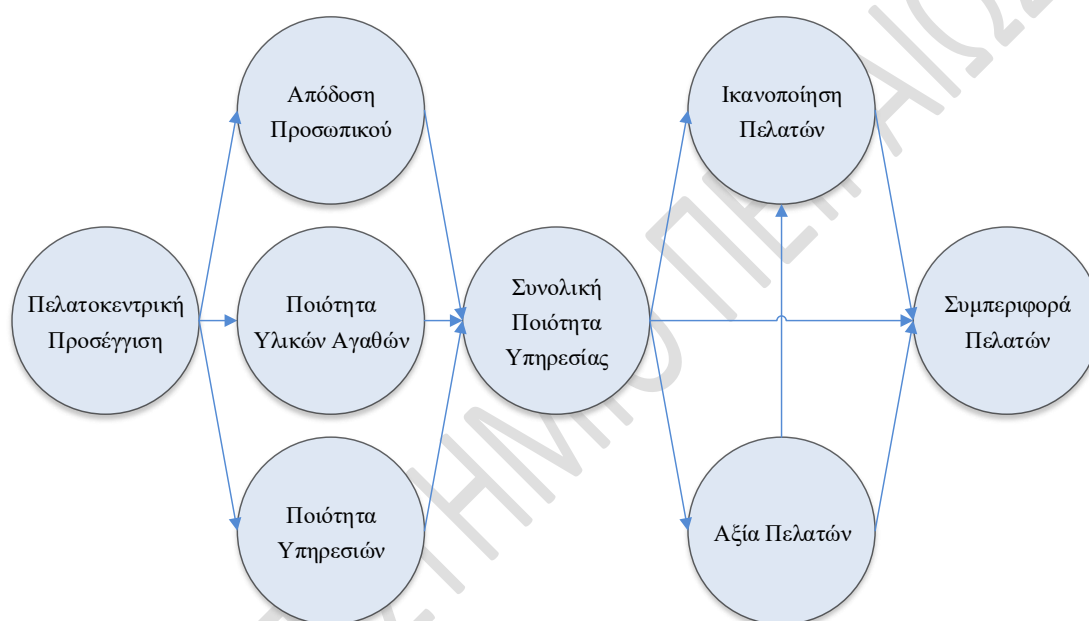 Απόδοση
Προσωπικού
Ικανοποίηση
Πελατών
Πελατοκεντρική
Προσέγγιση
Ποιότητα
Υλικών Αγαθών
Συνολική
Ποιότητα
Υπηρεσίας
Συμπεριφορά
Πελατών
Ποιότητα
Υπηρεσιών
Αξία Πελατών